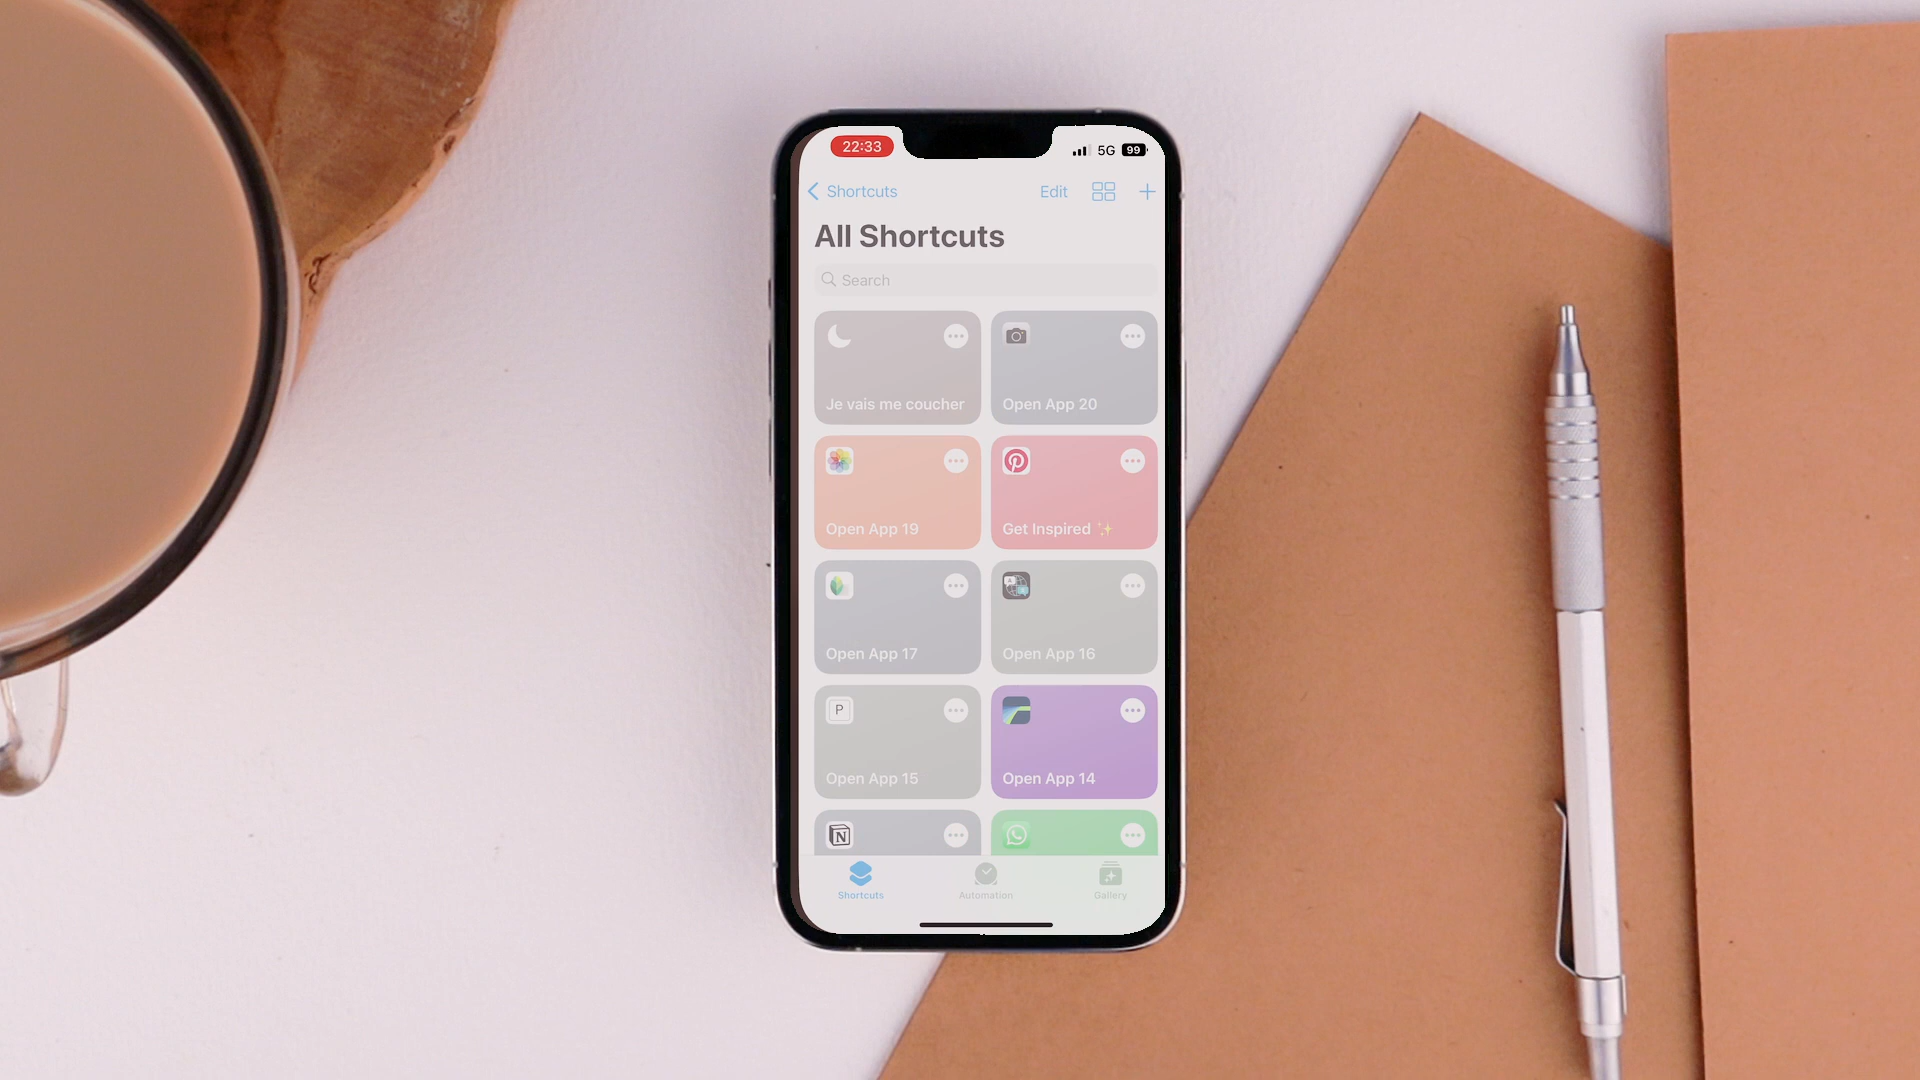 22:33
5G 99
Shortcuts
Edit
All Shortcuts
Search
Je vais me coucher
Open App 20
Open App 19
Get Inspired ✨
Open App 17
Open App 16
P
Open App 15
Open App 14
N
Shortcuts
Automation
Gallery